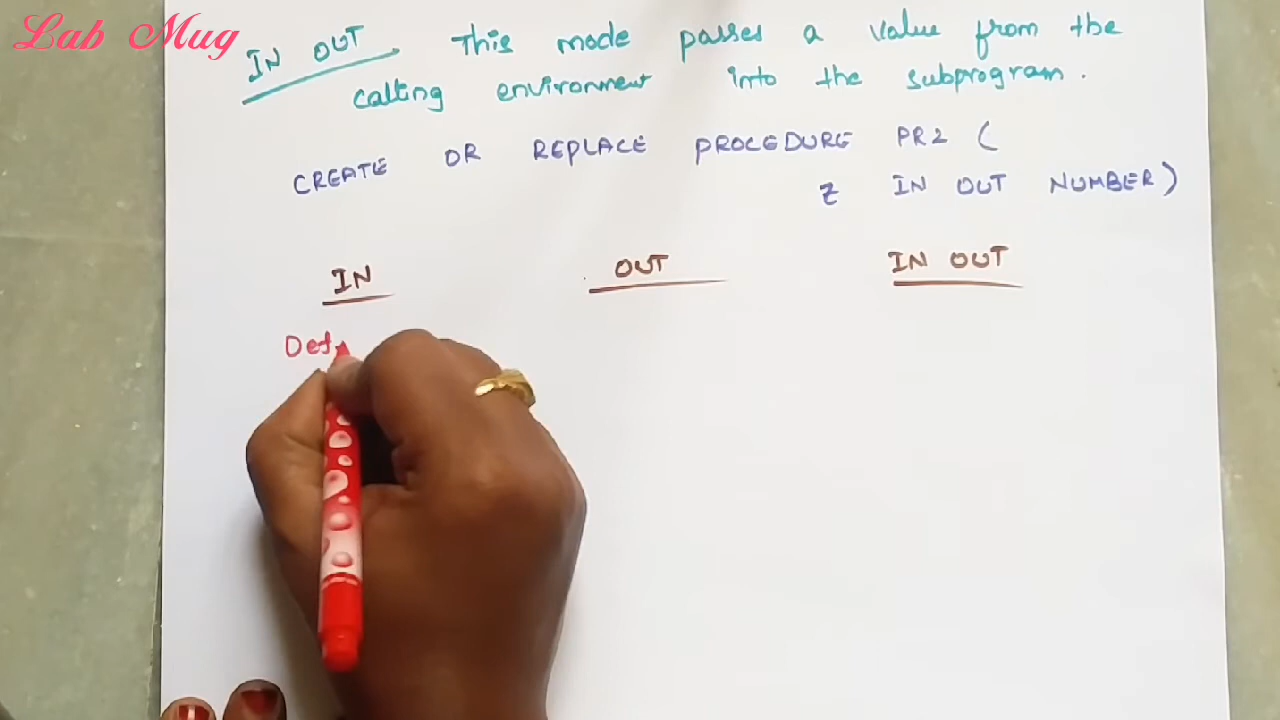 Lab Mug
IN OUT This mode passes a value from the
calling environment into the subprogram.
CREATE OR REPLACE PROCEDURE PR2 (
Z IN OUT NUMBER)
IN OUT IN OUT
Def